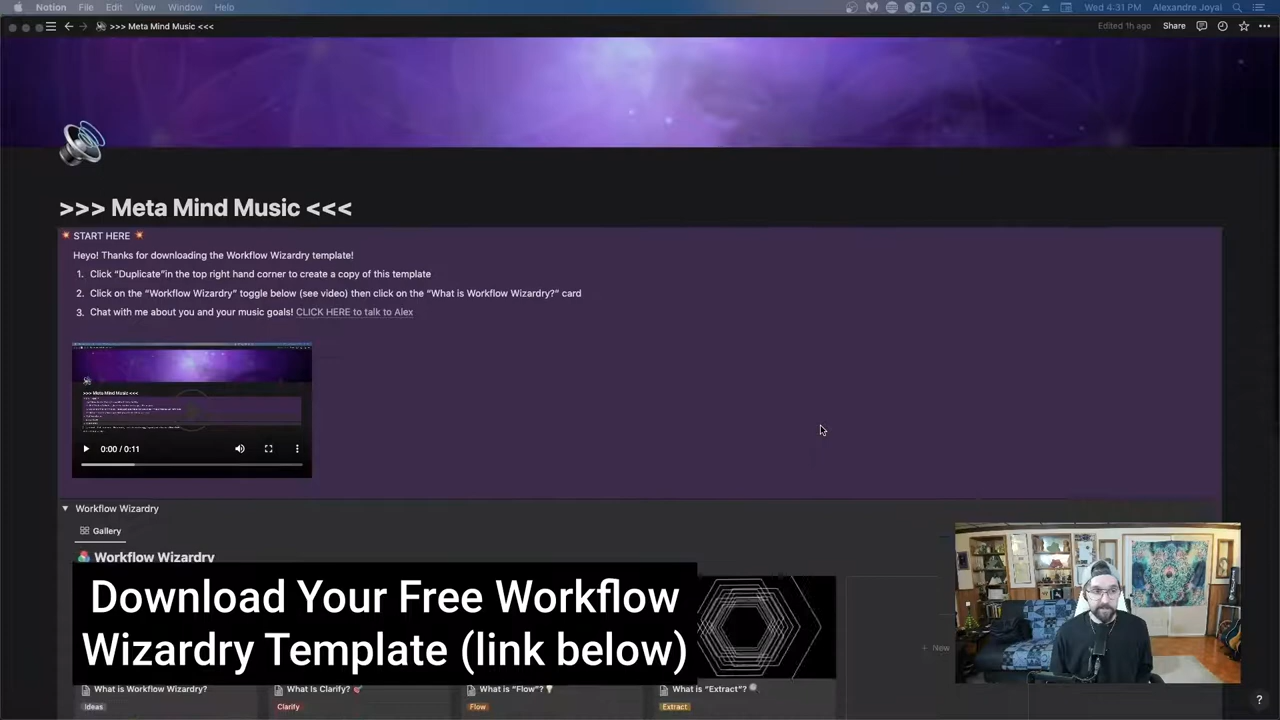 Notion File Edit View Window Help Wed 4:31 PM Alexandre Joyal
>>> Meta Mind Music <<< Edited 1h ago Share
>>> Meta Mind Music <<<
START HERE
Heyo! Thanks for downloading the Workflow Wizardry template!
1. Click “Duplicate”in the top right hand corner to create a copy of this template
2. Click on the “Workflow Wizardry” toggle below (see video) then click on the “What is Workflow Wizardry?” card
3. Chat with me about you and your music goals! CLICK HERE to talk to Alex
>>> Meta Mind Music <<<
0:00 / 0:11
Workflow Wizardry
Gallery
Workflow Wizardry
Download Your Free Workflow
Wizardry Template (link below)
+ New
What is Workflow Wizardry? What Is Clarify? What is “Flow”? What is “Extract”?
Ideas Clarify Flow Extract
?